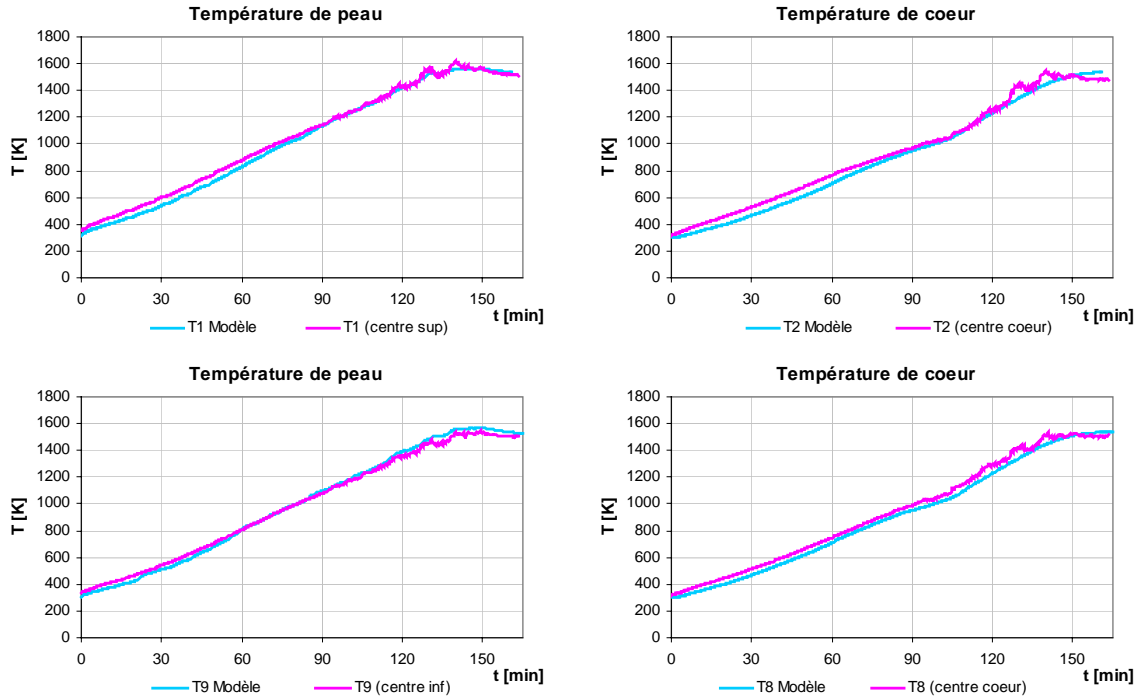 Température de peau
1800
1600
1400
1200
1000
800
600
400
200
0
T [K]
0 30 60 90 120 150
t [min]
T1 Modèle T1 (centre sup)
Température de coeur
1800
1600
1400
1200
1000
800
600
400
200
0
T [K]
0 30 60 90 120 150
t [min]
T2 Modèle T2 (centre coeur)
Température de peau
1800
1600
1400
1200
1000
800
600
400
200
0
T [K]
0 30 60 90 120 150
t [min]
T9 Modèle T9 (centre inf)
Température de coeur
1800
1600
1400
1200
1000
800
600
400
200
0
T [K]
0 30 60 90 120 150
t [min]
T8 Modèle T8 (centre coeur)